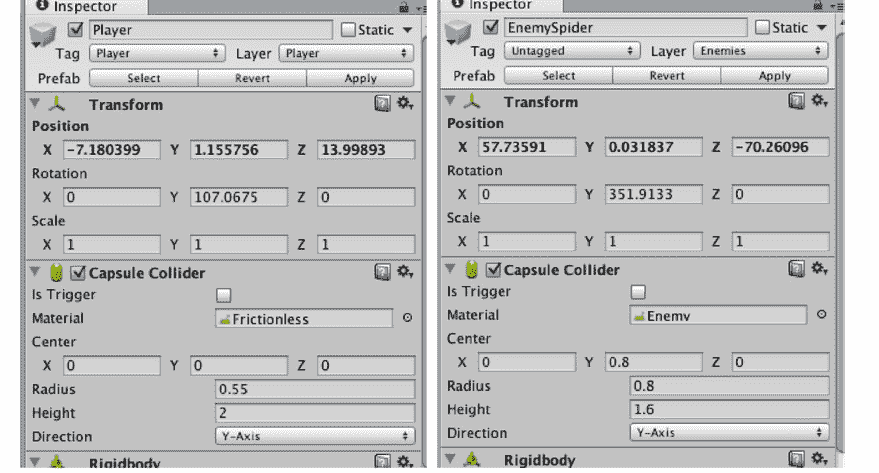 Inspector
Player Static
Tag Player Layer Player
Prefab Select Revert Apply
Transform
Position
X -7.180399 Y 1.155756 Z 13.99893
Rotation
X 0 Y 107.0675 Z 0
Scale
X 1 Y 1 Z 1
Capsule Collider
Is Trigger
Material Frictionless
Center
X 0 Y 0 Z 0
Radius 0.55
Height 2
Direction Y-Axis
Rigidbody
Inspector
EnemySpider Static
Tag Untagged Layer Enemies
Prefab Select Revert Apply
Transform
Position
X 57.73591 Y 0.031837 Z -70.26096
Rotation
X 0 Y 351.9133 Z 0
Scale
X 1 Y 1 Z 1
Capsule Collider
Is Trigger
Material Enemy
Center
X 0 Y 0.8 Z 0
Radius 0.8
Height 1.6
Direction Y-Axis
Rigidbody